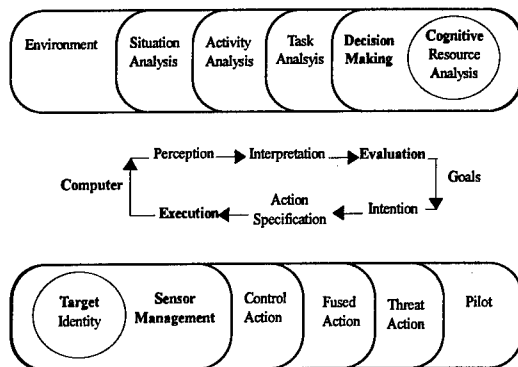 Environment
Situation
Analysis
Activity
Analysis
Task
Analsyis
Decision
Making
Cognitive
Resource
Analysis
Perception
Interpretation
Evaluation
Computer
Goals
Execution
Action
Specification
Intention
Target
Identity
Sensor
Management
Control
Action
Fused
Action
Threat
Action
Pilot